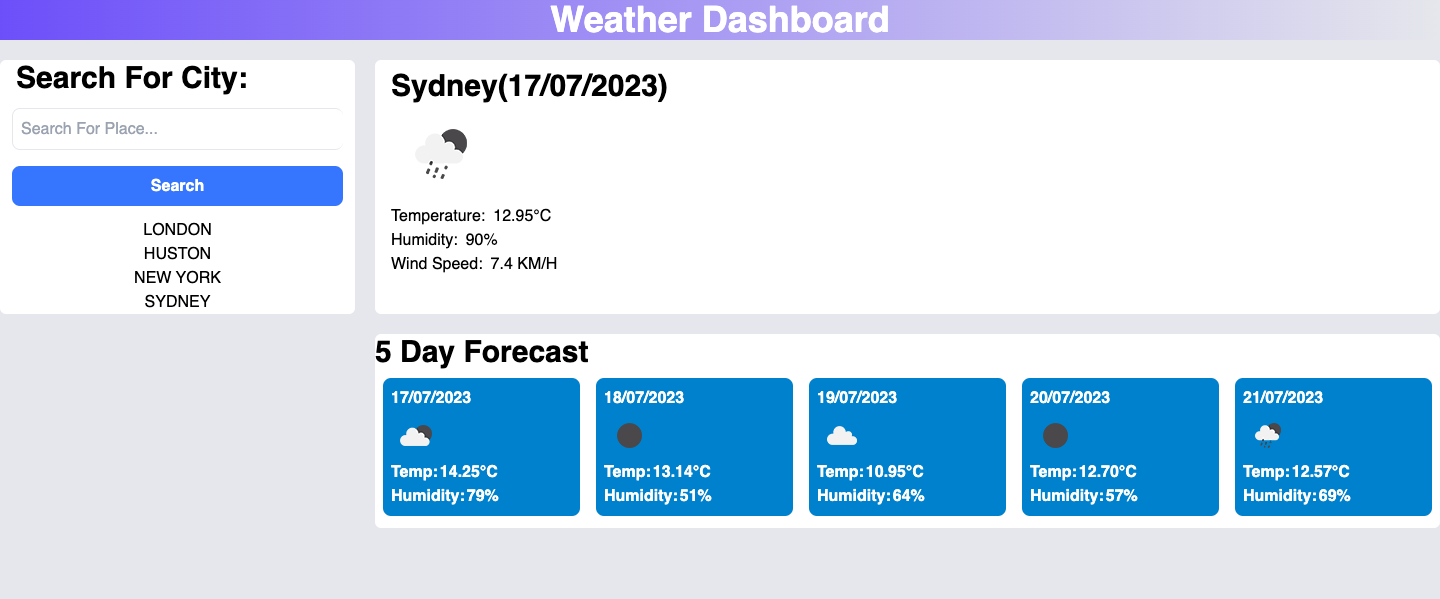 Weather Dashboard
Search For City:
Search For Place...
Search
LONDON
HUSTON
NEW YORK
SYDNEY
Sydney(17/07/2023)
Temperature: 12.95°C
Humidity: 90%
Wind Speed: 7.4 KM/H
5 Day Forecast
17/07/2023
Temp:14.25°C
Humidity:79%
18/07/2023
Temp:13.14°C
Humidity:51%
19/07/2023
Temp:10.95°C
Humidity:64%
20/07/2023
Temp:12.70°C
Humidity:57%
21/07/2023
Temp:12.57°C
Humidity:69%